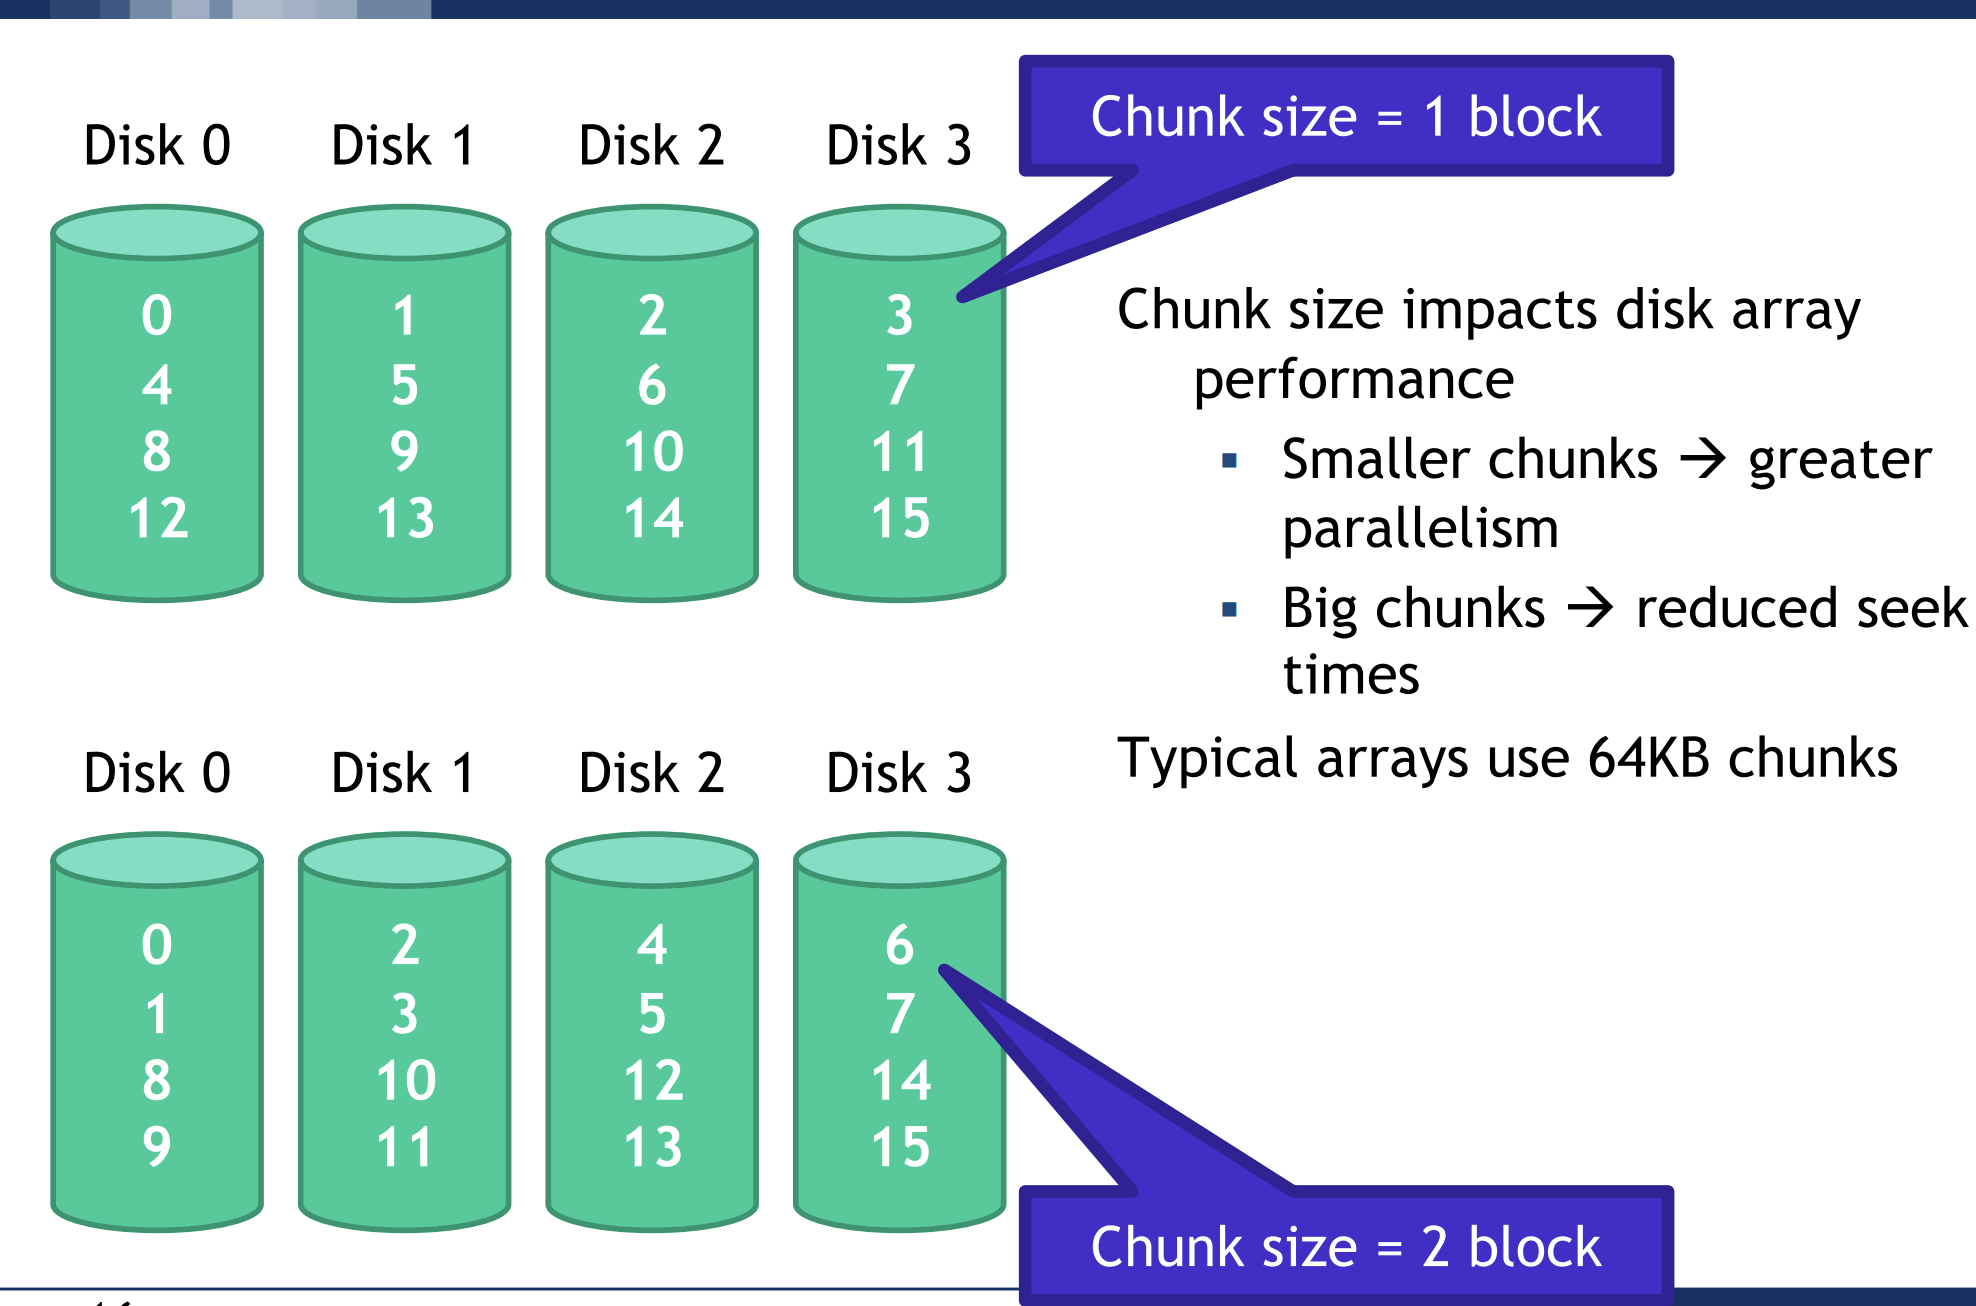 Chunk size = 1 block
Disk 0 Disk 1 Disk 2 Disk 3
0 1 2 3
4 5 6 7
8 9 10 11
12 13 14 15
Chunk size impacts disk array
performance
▪ Smaller chunks → greater
parallelism
▪ Big chunks → reduced seek
times
Typical arrays use 64KB chunks
Disk 0 Disk 1 Disk 2 Disk 3
0 2 4 6
1 3 5 7
8 10 12 14
9 11 13 15
Chunk size = 2 block